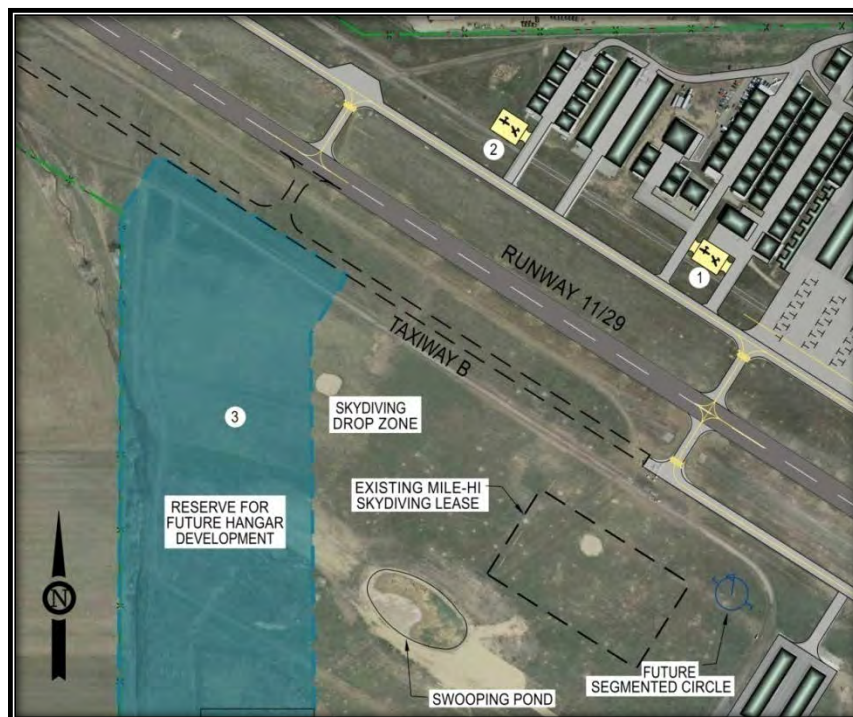 2
1
RUNWAY 11/29
TAXIWAY B
3
SKYDIVING
DROP ZONE
EXISTING MILE-HI
SKYDIVING LEASE
RESERVE FOR
FUTURE HANGAR
DEVELOPMENT
N
SWOOPING POND
FUTURE
SEGMENTED CIRCLE